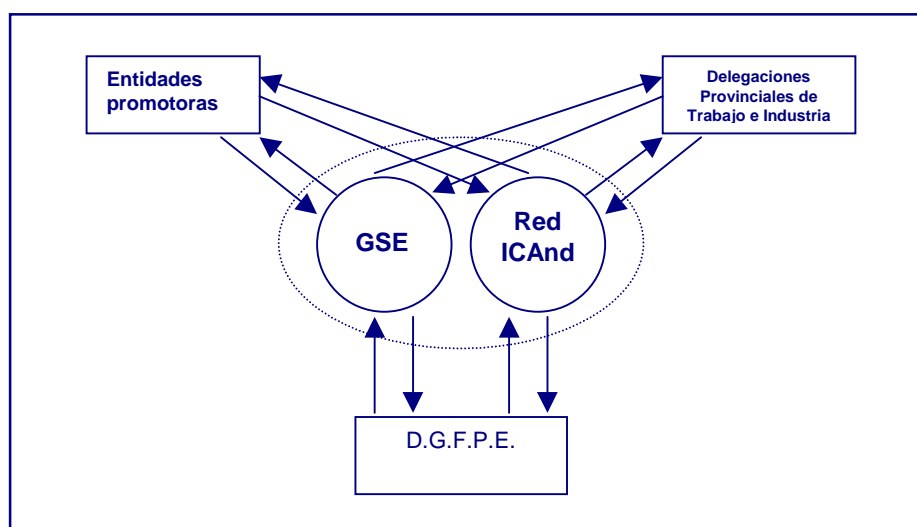 Entidades
promotoras
Delegaciones
Provinciales de
Trabajo e Industria
GSE
Red
ICAnd
D.G.F.P.E.